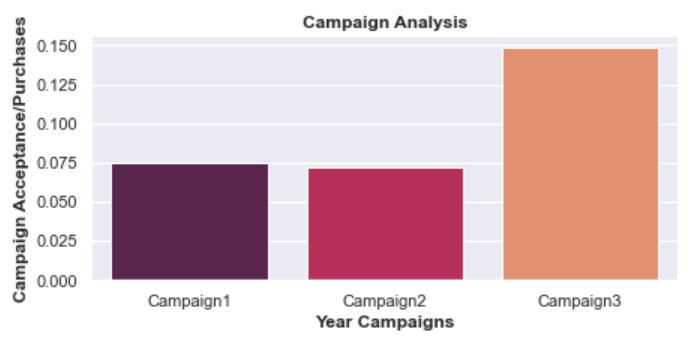 Campaign Analysis
Campaign Acceptance/Purchases
0.150
0.125
0.100
0.075
0.050
0.025
0.000
Campaign1 Campaign2 Campaign3
Year Campaigns